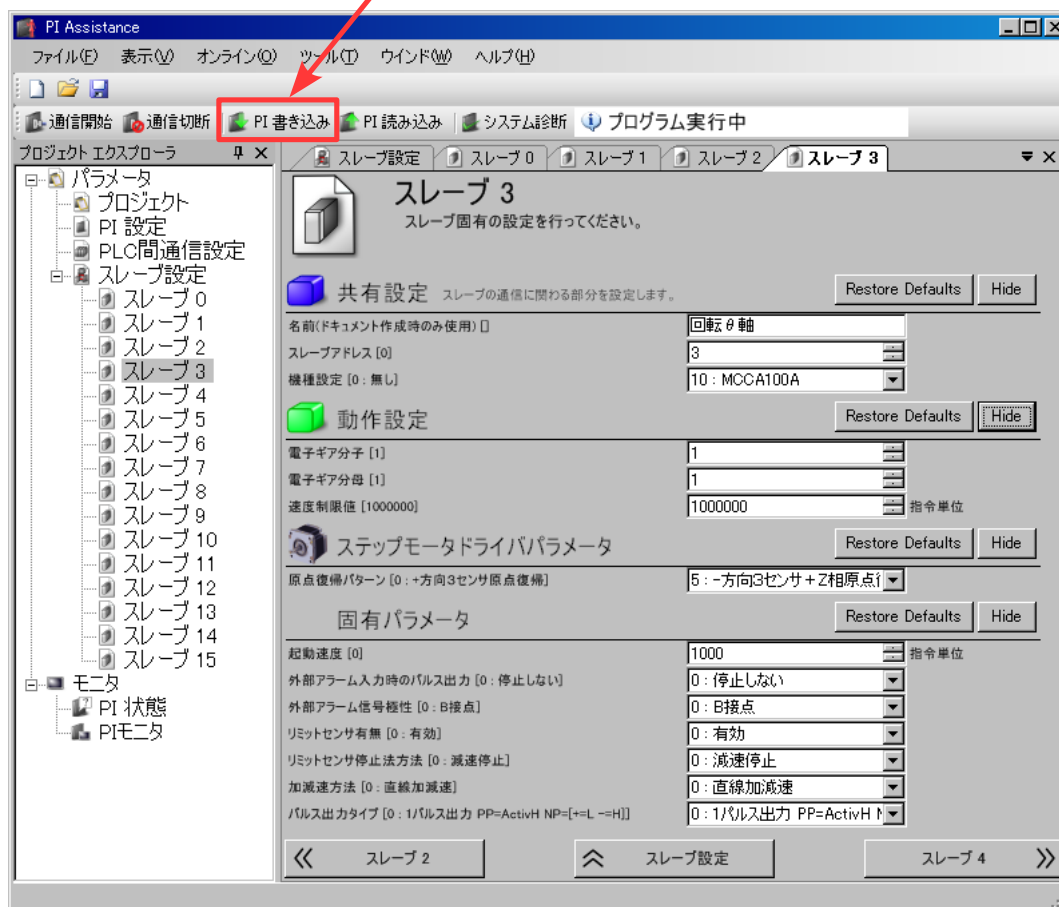 PI Assistance
ファイル(F) 表示(V) オンライン(O) ツール(T) ウインド(W) ヘルプ(H)
通信開始 通信切断 PI 書き込み PI 読み込み システム診断 プログラム実行中
プロジェクト エクスプローラ
パラメータ
プロジェクト
PI 設定
PLC間通信設定
スレーブ設定
スレーブ 0
スレーブ 1
スレーブ 2
スレーブ 3
スレーブ 4
スレーブ 5
スレーブ 6
スレーブ 7
スレーブ 8
スレーブ 9
スレーブ 10
スレーブ 11
スレーブ 12
スレーブ 13
スレーブ 14
スレーブ 15
モニタ
PI 状態
PIモニタ
スレーブ設定 スレーブ 0 スレーブ 1 スレーブ 2 スレーブ 3
スレーブ 3
スレーブ固有の設定を行ってください。
共有設定 スレーブの通信に関わる部分を設定します。 Restore Defaults Hide
名前(ドキュメント作成時のみ使用) [] 回転θ軸
スレーブアドレス [0] 3
機種設定 [0 : 無し] 10 : MCCA100A
動作設定 Restore Defaults Hide
電子ギア分子 [1] 1
電子ギア分母 [1] 1
速度制限値 [1000000] 1000000 指令単位
ステップモータドライバパラメータ Restore Defaults Hide
原点復帰パターン [0 : +方向3センサ原点復帰] 5 : -方向3センサ+Z相原点
固有パラメータ Restore Defaults Hide
起動速度 [0] 1000 指令単位
外部アラーム入力時のパルス出力 [0 : 停止しない] 0 : 停止しない
外部アラーム信号極性 [0 : B接点] 0 : B接点
リミットセンサ有無 [0 : 有効] 0 : 有効
リミットセンサ停止法方法 [0 : 減速停止] 0 : 減速停止
加減速方法 [0 : 直線加減速] 0 : 直線加減速
パルス出力タイプ [0 : 1パルス出力 PP=ActivH NP=[+=L -=H]] 0 : 1パルス出力 PP=ActivH
スレーブ 2 スレーブ設定 スレーブ 4